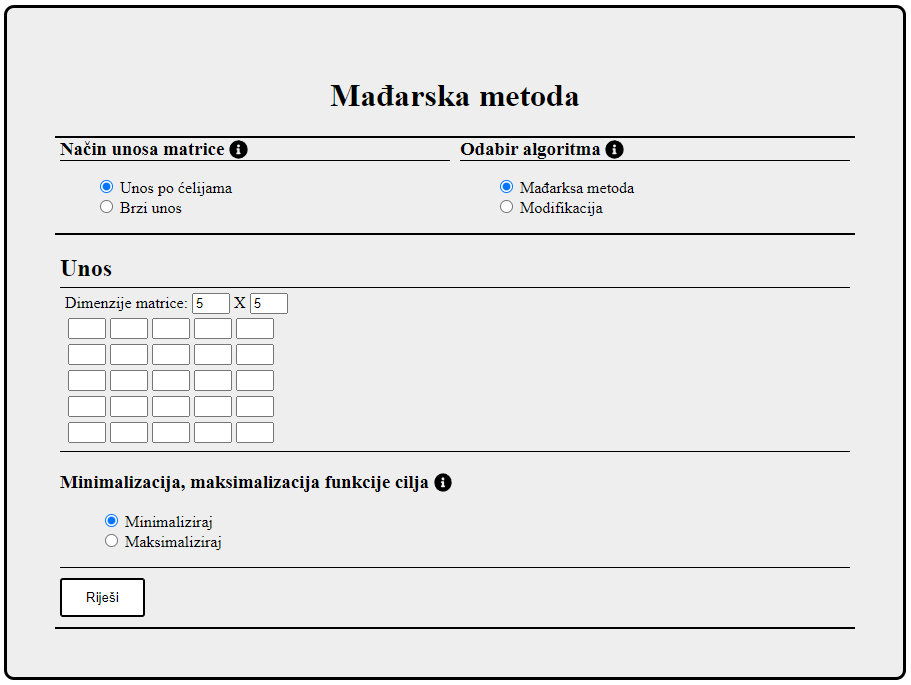 Mađarska metoda
Način unosa matrice
Odabir algoritma
Unos po ćelijama
Brzi unos
Mađarksa metoda
Modifikacija
Unos
Dimenzije matrice: 5 X 5
Minimalizacija, maksimalizacija funkcije cilja
Minimaliziraj
Maksimaliziraj
Riješi